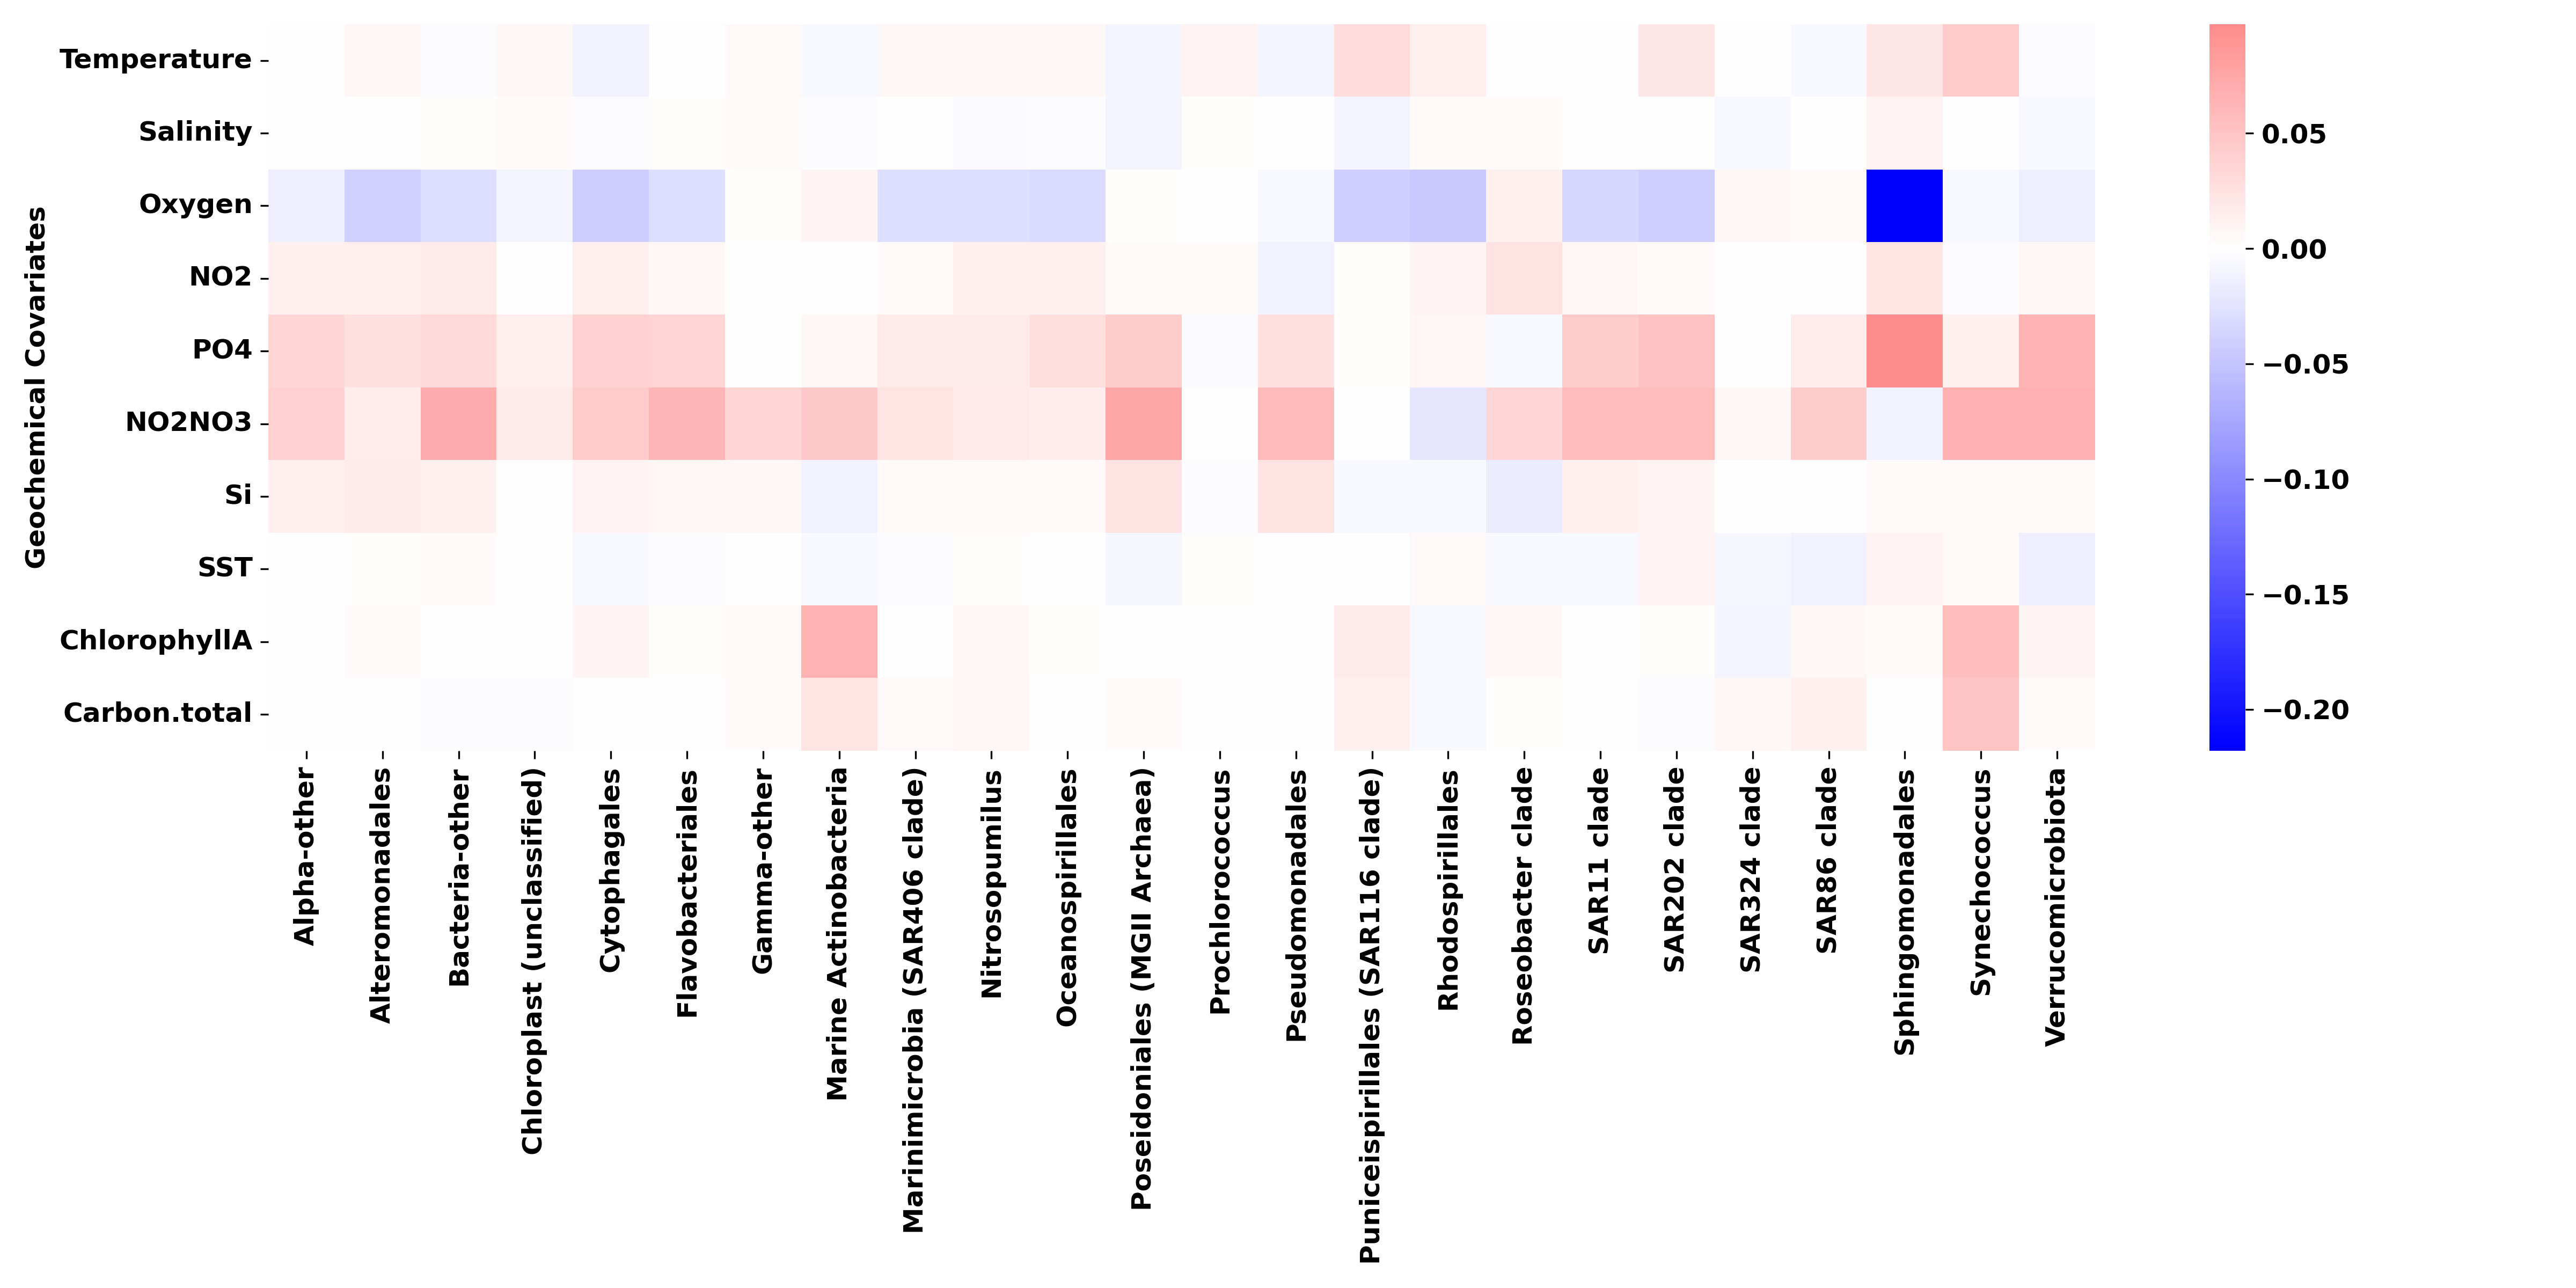 Geochemical Covariates
Temperature
Salinity
Oxygen
NO2
PO4
NO2NO3
Si
SST
ChlorophyllA
Carbon.total
Alpha-other
Alteromonadales
Bacteria-other
Chloroplast (unclassified)
Cytophagales
Flavobacteriales
Gamma-other
Marine Actinobacteria
Marinimicrobia (SAR406 clade)
Nitrosopumilus
Oceanospirillales
Poseidoniales (MGII Archaea)
Prochlorococcus
Pseudomonadales
Puniceispirillales (SAR116 clade)
Rhodospirillales
Roseobacter clade
SAR11 clade
SAR202 clade
SAR324 clade
SAR86 clade
Sphingomonadales
Synechococcus
Verrucomicrobiota
0.05
0.00
−0.05
−0.10
−0.15
−0.20